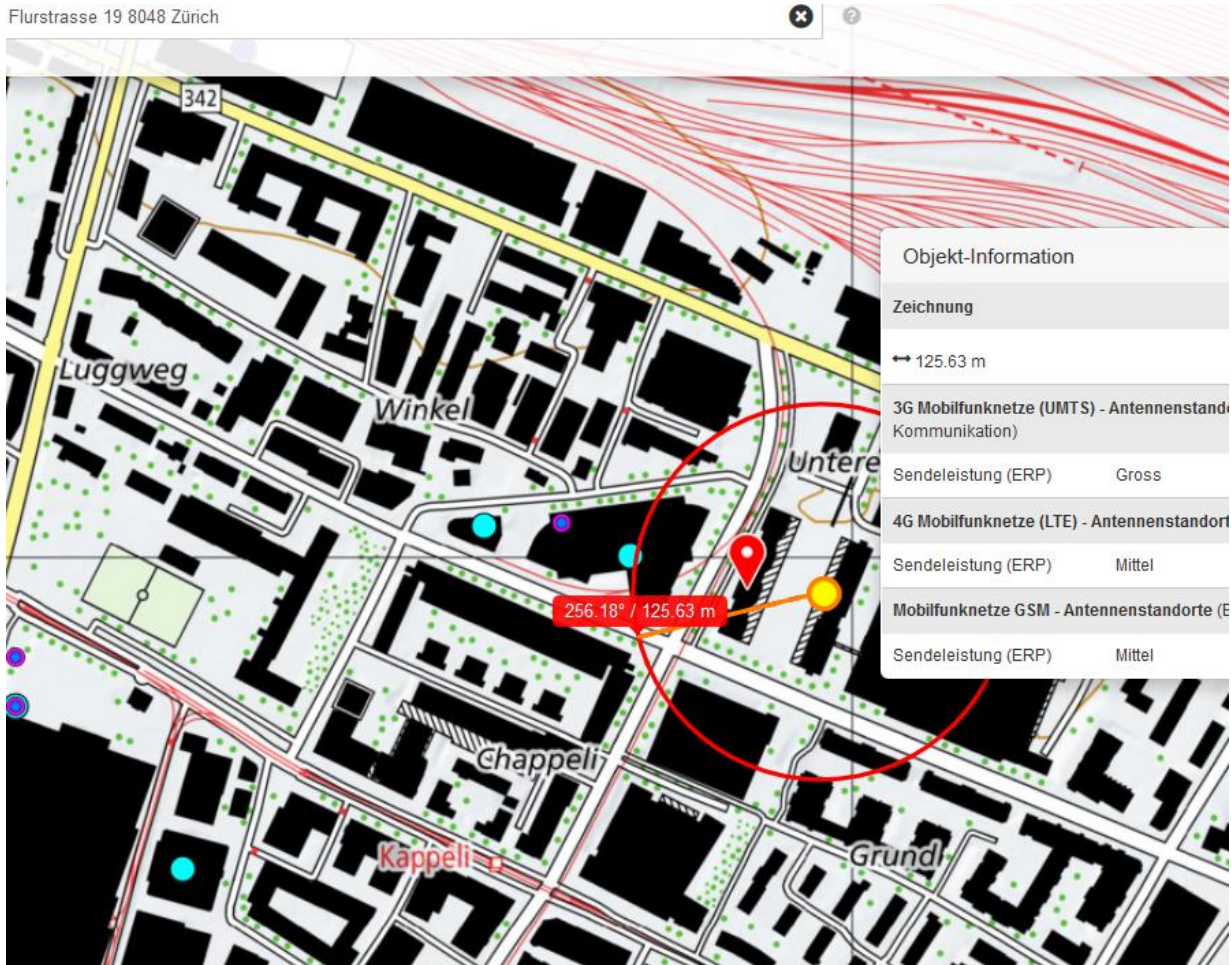 Flurstrasse 19 8048 Zürich
?
342
Objekt-Information
Zeichnung
125.63 m
3G Mobilfunknetze (UMTS) - Antennenstando
Kommunikation)
Sendeleistung (ERP) Gross
4G Mobilfunknetze (LTE) - Antennenstandort
Sendeleistung (ERP) Mittel
Mobilfunknetze GSM - Antennenstandorte (B
Sendeleistung (ERP) Mittel
Luggweg
Winkel
Untere
256.18° / 125.63 m
Chappeli
Kappeli
Grund